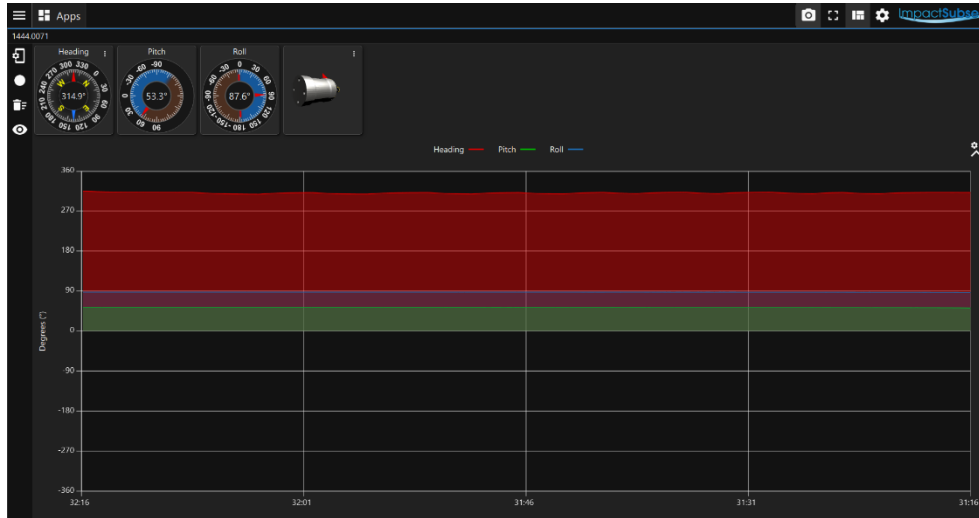 Apps
ImpactSubse
1444.0071
Heading
Pitch
Roll
314.9°
53.3°
87.6°
Heading
Pitch
Roll
360
270
180
90
0
-90
-180
-270
-360
Degrees (°)
32:16
32:01
31:46
31:31
31:16